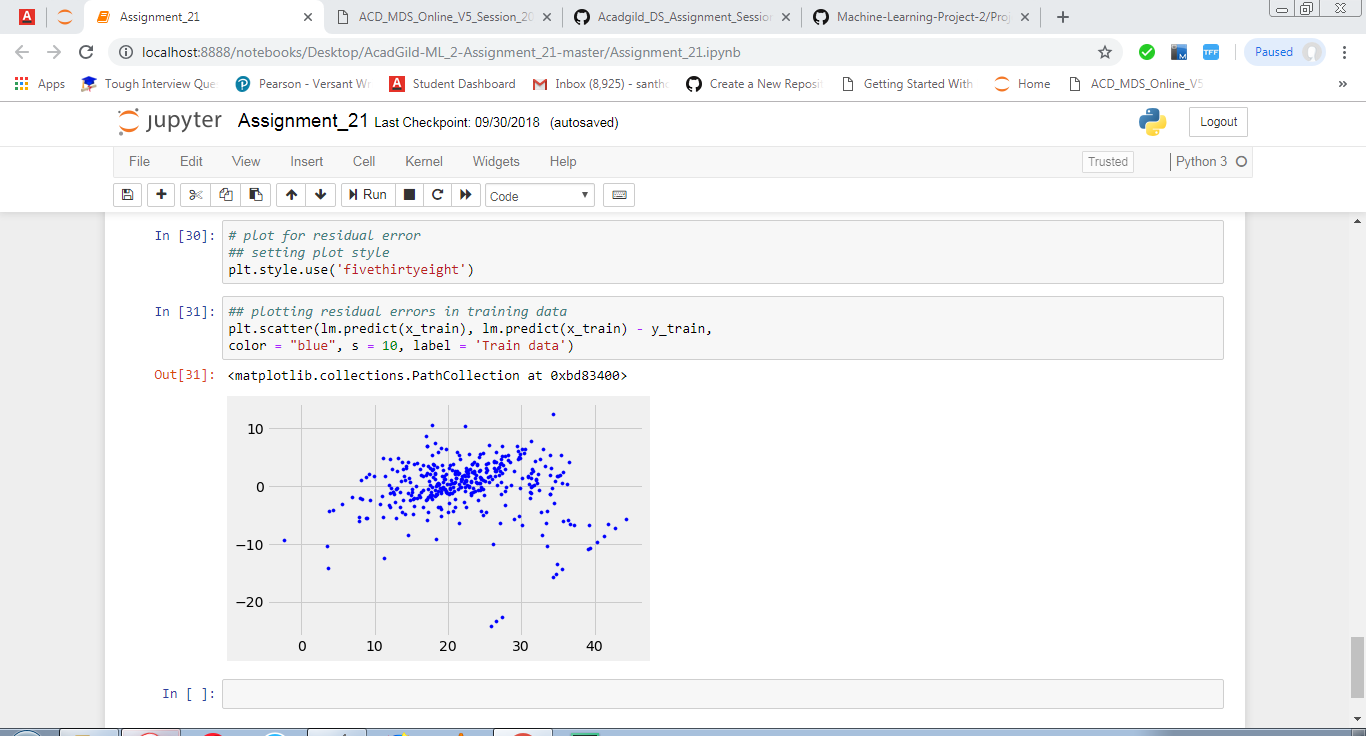 A
Assignment_21
ACD_MDS_Online_V5_Session_20
Acadgild_DS_Assignment_Session
Machine-Learning-Project-2/Proj
localhost:8888/notebooks/Desktop/AcadGild-ML_2-Assignment_21-master/Assignment_21.ipynb
M
TFF
Paused
Apps
Tough Interview Que
Pearson - Versant Wr
A
Student Dashboard
Inbox (8,925) - santho
Create a New Reposit
Getting Started With
Home
ACD_MDS_Online_V5
»
jupyter Assignment_21 Last Checkpoint: 09/30/2018 (autosaved)
Logout
File Edit View Insert Cell Kernel Widgets Help
Trusted
Python 3
Run
Code
In [30]:
# plot for residual error
## setting plot style
plt.style.use('fivethirtyeight')
In [31]:
## plotting residual errors in training data
plt.scatter(lm.predict(x_train), lm.predict(x_train) - y_train,
color = "blue", s = 10, label = 'Train data')
Out[31]: <matplotlib.collections.PathCollection at 0xbd83400>
10
0
−10
−20
0 10 20 30 40
In [ ]: